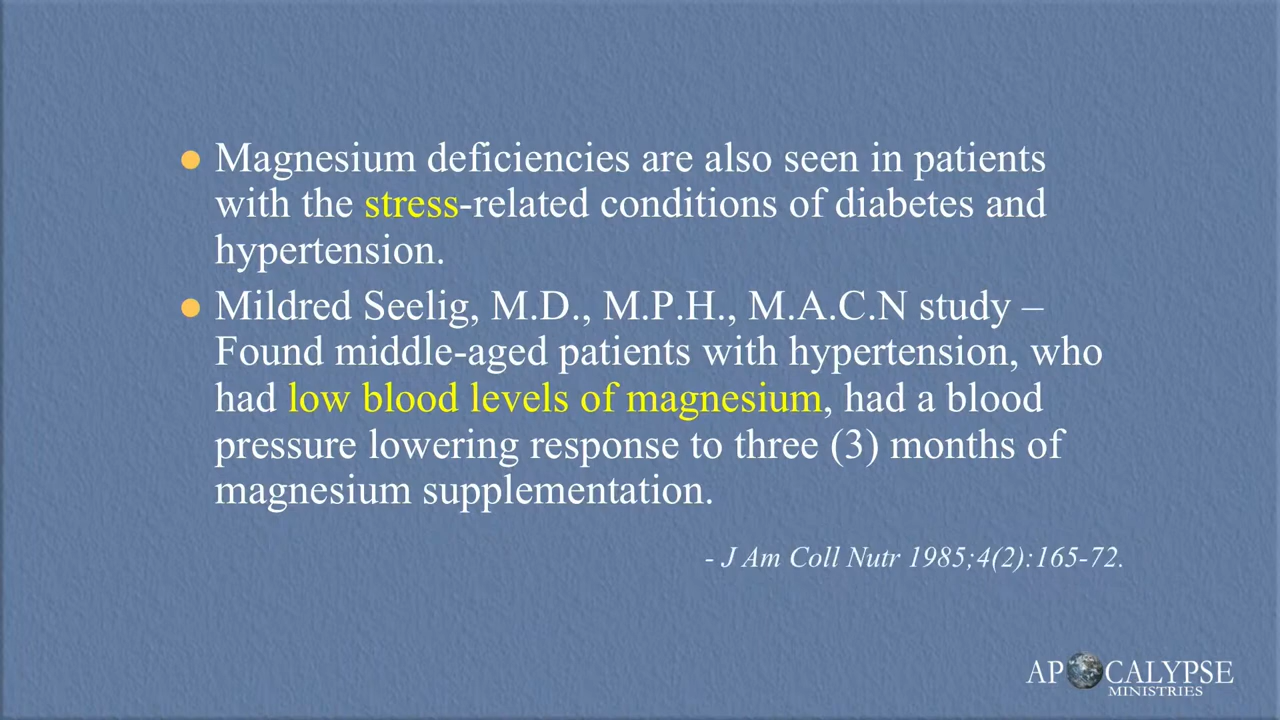 Magnesium deficiencies are also seen in patients
with the stress-related conditions of diabetes and
hypertension.
Mildred Seelig, M.D., M.P.H., M.A.C.N study –
Found middle-aged patients with hypertension, who
had low blood levels of magnesium, had a blood
pressure lowering response to three (3) months of
magnesium supplementation.
- J Am Coll Nutr 1985;4(2):165-72.
APOCALYPSE
MINISTRIES